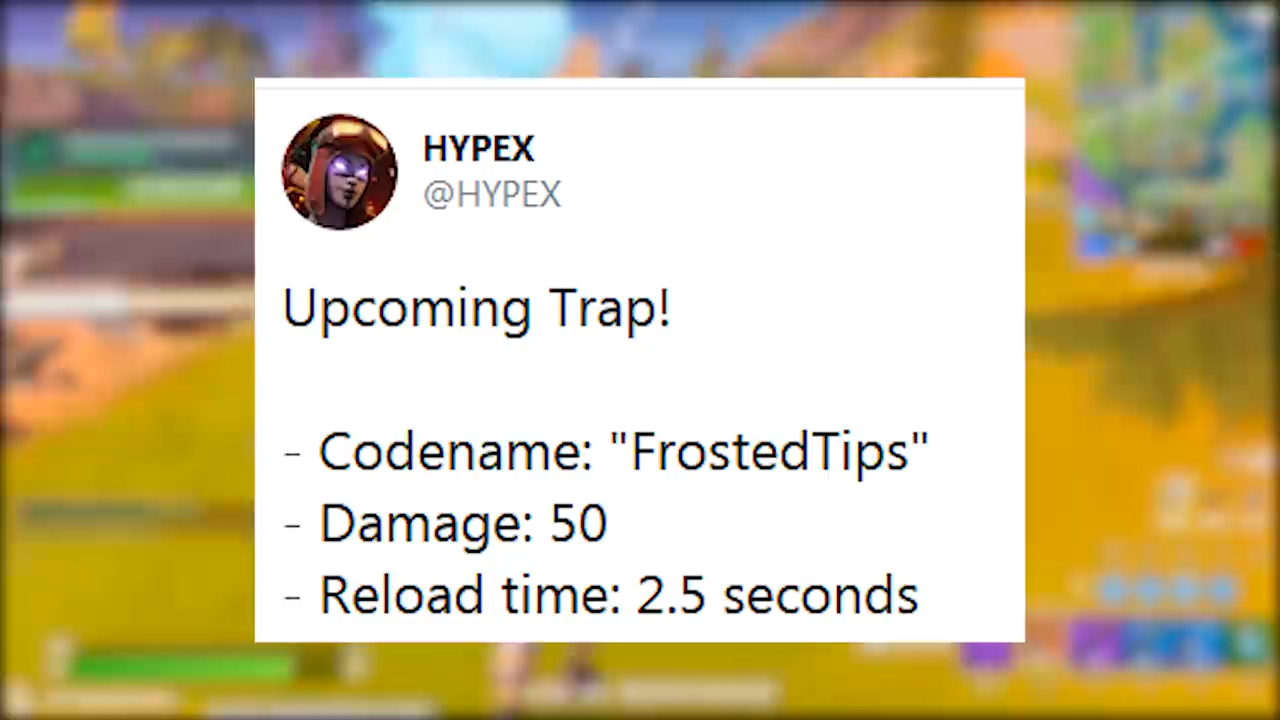 HYPEX
@HYPEX
Upcoming Trap!
- Codename: "FrostedTips"
- Damage: 50
- Reload time: 2.5 seconds